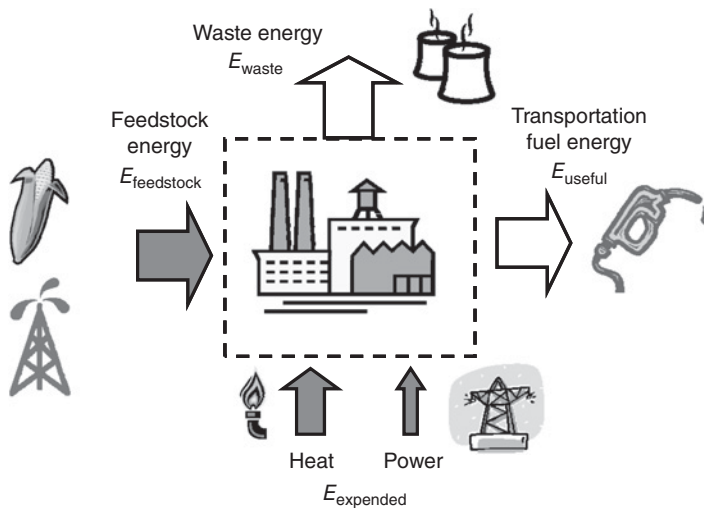 Waste energy
E_waste
Feedstock
energy
E_feedstock
Transportation
fuel energy
E_useful
Heat
Power
E_expended